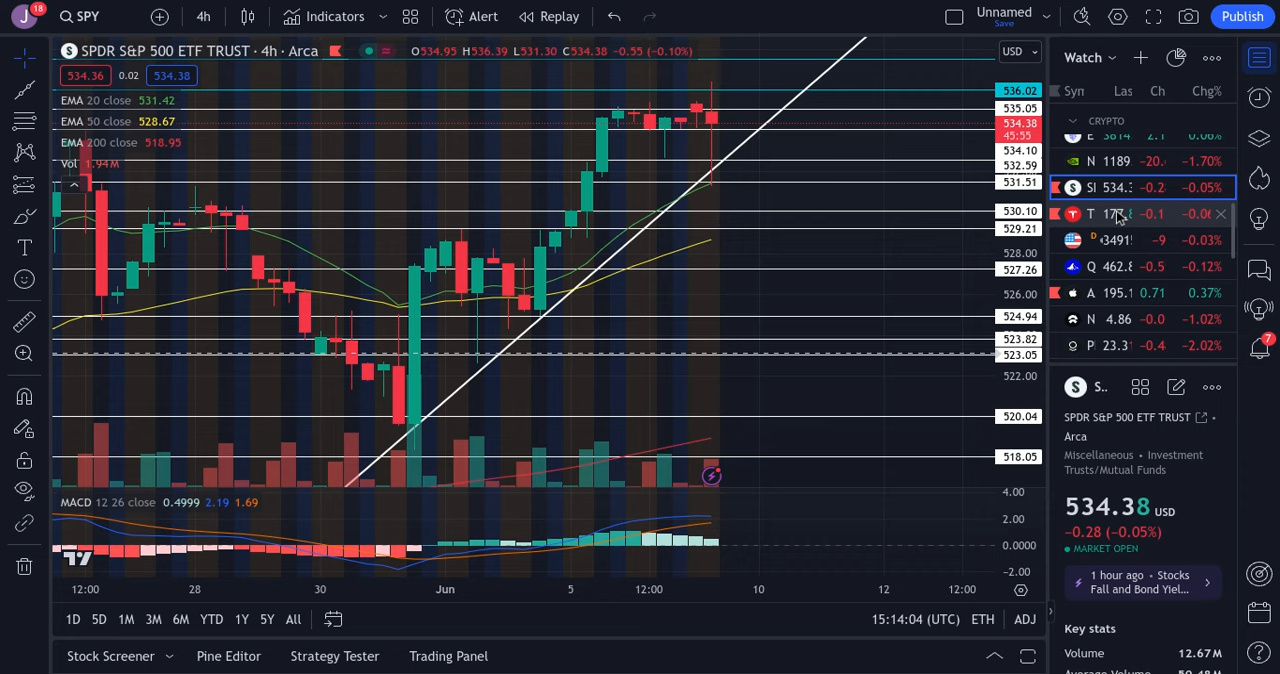 J 18 SPY 4h Indicators Alert Replay Unnamed Save Publish
SPDR S&P 500 ETF TRUST · 4h · Arca O534.95 H536.39 L531.30 C534.38 −0.55 (−0.10%) USD
534.36 0.02 534.38
EMA 20 close 531.42
EMA 50 close 528.67
EMA 200 close 518.95
Vol 1.94M
536.02
535.05
534.38
45:55
534.10
532.59
531.51
530.10
529.21
528.00
527.26
526.00
524.94
523.82
523.05
522.00
520.04
518.05
MACD 12 26 close 0.4999 2.19 1.69
4.00
2.00
0.0000
−2.00
12:00 28 30 Jun 5 12:00 10 12 12:00
1D 5D 1M 3M 6M YTD 1Y 5Y All 15:14:04 (UTC) ETH ADJ
Stock Screener Pine Editor Strategy Tester Trading Panel
Watch
Syn Las Ch Chg%
CRYPTO
E 3814 2.1 0.06%
N 1189 −20. −1.70%
534.3 −0.2 −0.05%
T −0.1 −0.0
D 3491 −9 −0.03%
Q 462.8 −0.5 −0.12%
A 195.1 0.71 0.37%
N 4.86 −0.0 −1.02%
P 23.3 −0.4 −2.02%
7
S S..
SPDR S&P 500 ETF TRUST •
Arca
Miscellaneous • Investment
Trusts/Mutual Funds
534.38 USD
−0.28 (−0.05%)
MARKET OPEN
1 hour ago • Stocks
Fall and Bond Yiel...
Key stats
Volume 12.67M